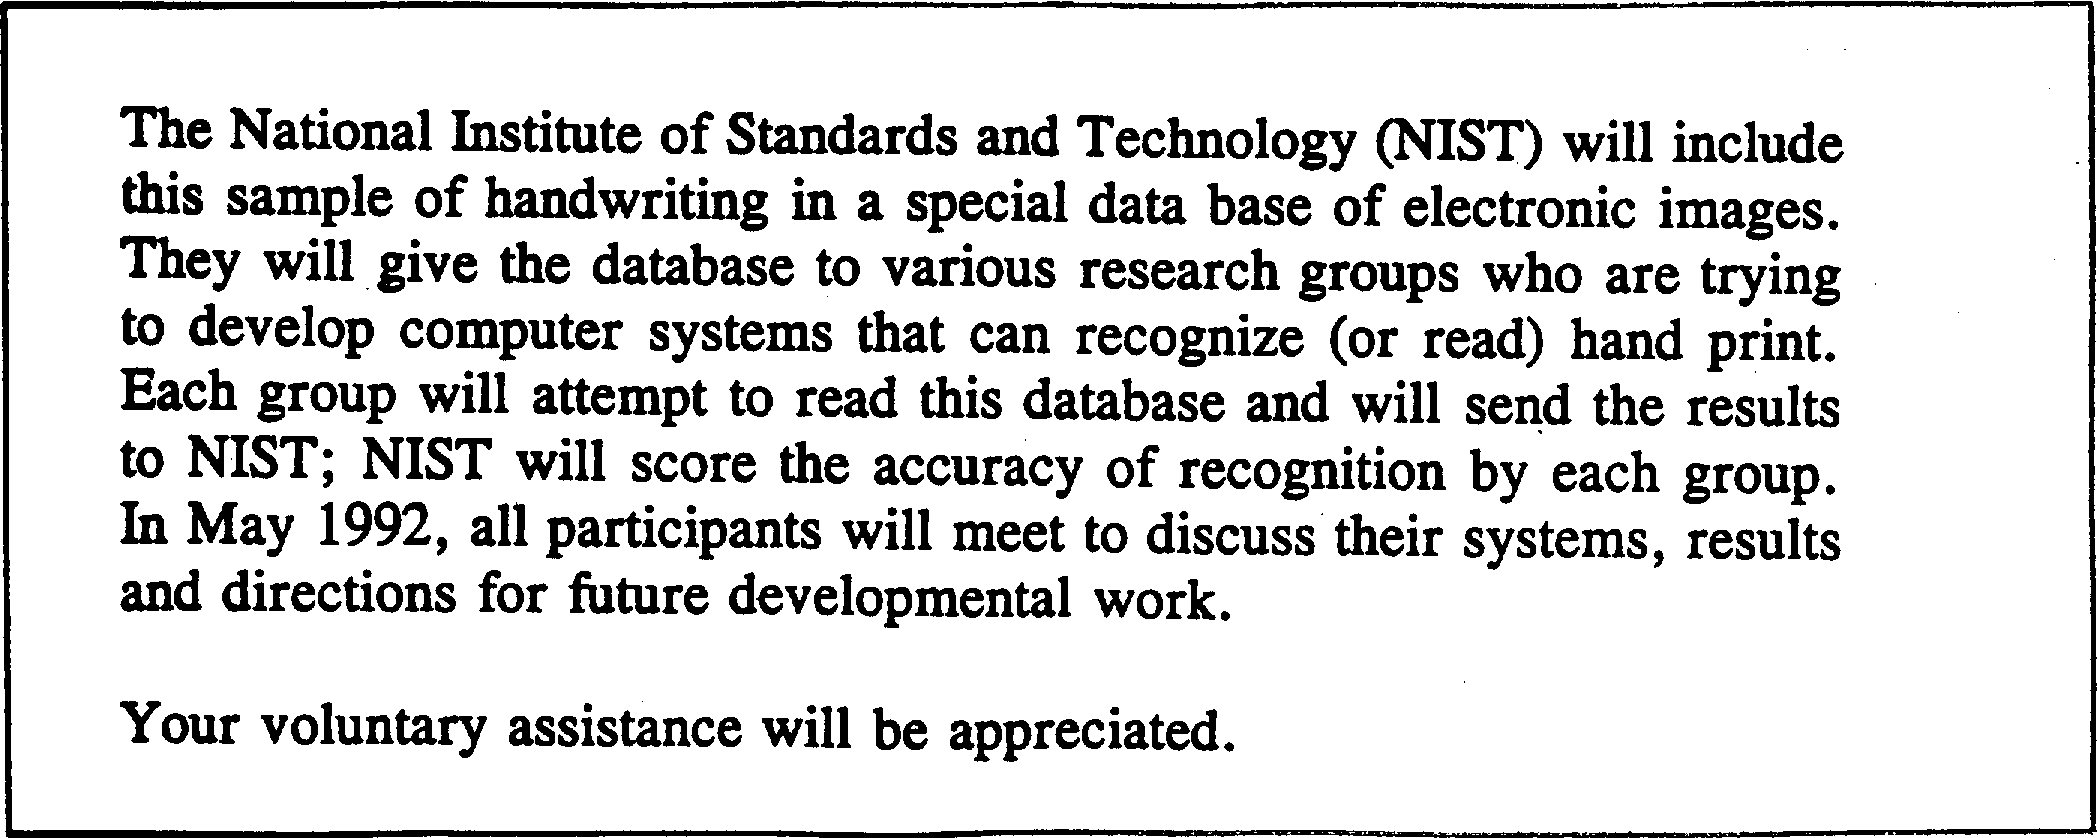 The National Institute of Standards and Technology (NIST) will include
this sample of handwriting in a special data base of electronic images.
They will give the database to various research groups who are trying
to develop computer systems that can recognize (or read) hand print.
Each group will attempt to read this database and will send the results
to NIST; NIST will score the accuracy of recognition by each group.
In May 1992, all participants will meet to discuss their systems, results
and directions for future developmental work.
Your voluntary assistance will be appreciated.